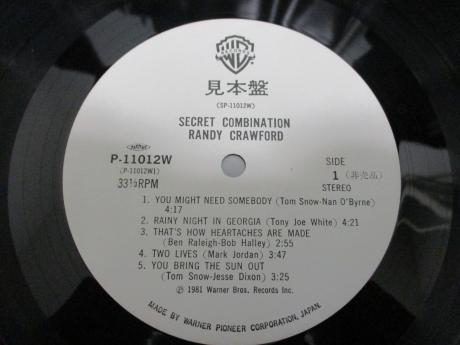 RECORDS
見本盤
(SP-11012W)
SECRET COMBINATION
RANDY CRAWFORD
P-11012W
(P-11012W1)
33⅓RPM
SIDE
1 (非売品)
STEREO
1. YOU MIGHT NEED SOMEBODY (Tom Snow-Nan O'Byrne)
4:17
2. RAINY NIGHT IN GEORGIA (Tony Joe White) 4:21
3. THAT'S HOW HEARTACHES ARE MADE
(Ben Raleigh-Bob Halley) 2:55
4. TWO LIVES (Mark Jordan) 3:47
5. YOU BRING THE SUN OUT
(Tom Snow-Jesse Dixon) 3:25
Ⓟ 1981 Warner Bros. Records Inc.
MADE BY WARNER PIONEER CORPORATION, JAPAN.